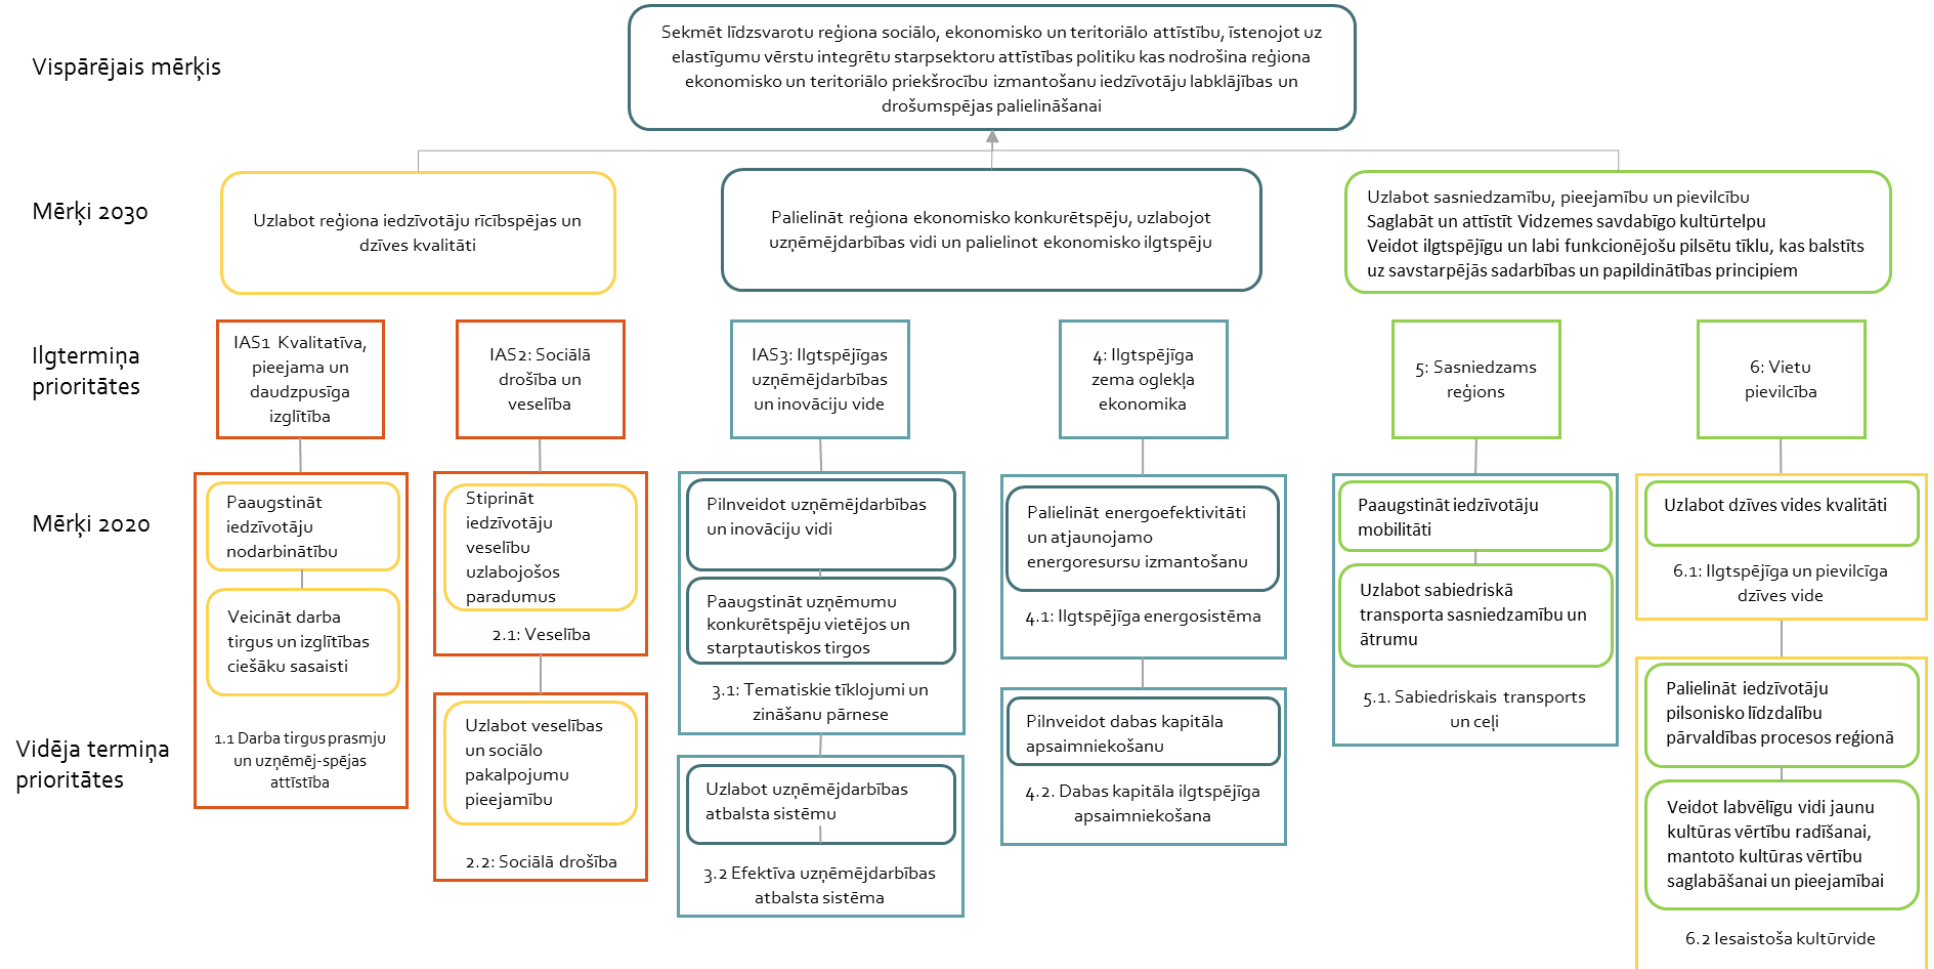 Vispārējais mērķis
Sekmēt līdzsvarotu reģiona sociālo, ekonomisko un teritoriālo attīstību, īstenojot uz
elastīgumu vērstu integrētu starpsektoru attīstības politiku kas nodrošina reģiona
ekonomisko un teritoriālo priekšrocību izmantošanu iedzīvotāju labklājības un
drošumspējas palielināšanai
Mērķi 2030
Uzlabot reģiona iedzīvotāju rīcībspējas un
dzīves kvalitāti
Palielināt reģiona ekonomisko konkurētspēju, uzlabojot
uzņēmējdarbības vidi un palielinot ekonomisko ilgtspēju
Uzlabot sasniedzamību, pieejamību un pievilcību
Saglabāt un attīstīt Vidzemes savdabīgo kultūrtelpu
Veidot ilgtspējīgu un labi funkcionējošu pilsētu tīklu, kas balstīts
uz savstarpējās sadarbības un papildinātības principiem
Ilgtermiņa
prioritātes
IAS1 Kvalitatīva,
pieejama un
daudzpusīga
izglītība
IAS2: Sociālā
drošība un
veselība
IAS3: Ilgtspējīgas
uzņēmējdarbības
un inovāciju vide
4: Ilgtspējīga
zema oglekļa
ekonomika
5: Sasniedzams
reģions
6: Vietu
pievilcība
Mērķi 2020
Paaugstināt
iedzīvotāju
nodarbinātību
Veicināt darba
tirgus un izglītības
ciešāku sasaisti
Vidēja termiņa
prioritātes
1.1 Darba tirgus prasmju
un uzņēmēj-spējas
attīstība
Stiprināt
iedzīvotāju
veselību
uzlabojošos
paradumus
2.1: Veselība
Uzlabot veselības
un sociālo
pakalpojumu
pieejamību
2.2: Sociālā drošība
Pilnveidot uzņēmējdarbības
un inovāciju vidi
Paaugstināt uzņēmumu
konkurētspēju vietējos un
starptautiskos tirgos
3.1: Tematiskie tīklojumi un
zināšanu pārnese
Uzlabot uzņēmējdarbības
atbalsta sistēmu
3.2 Efektīva uzņēmējdarbības
atbalsta sistēma
Palielināt energoefektivitāti
un atjaunojamo
energoresursu izmantošanu
4.1: Ilgtspējīga energosistēma
Pilnveidot dabas kapitāla
apsaimniekošanu
4.2. Dabas kapitāla ilgtspējīga
apsaimniekošana
Paaugstināt iedzīvotāju
mobilitāti
Uzlabot sabiedriskā
transporta sasniedzamību un
ātrumu
5.1. Sabiedriskais transports
un ceļi
Uzlabot dzīves vides kvalitāti
6.1: Ilgtspējīga un pievilcīga
dzīves vide
Palielināt iedzīvotāju
pilsonisko līdzdalību
pārvaldības procesos reģionā
Veidot labvēlīgu vidi jaunu
kultūras vērtību radīšanai,
mantoto kultūras vērtību
saglabāšanai un pieejamībai
6.2 Iesaistoša kultūrvide